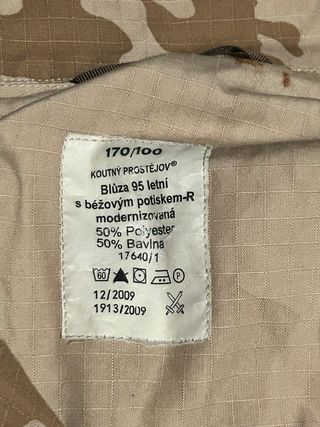 170/100
KOUTNÝ PROSTĚJOV®
Blůza 95 letní
s béžovým potiskem-R
modernizovaná
50% Polyester
50% Bavlna
17640/1
60 P
12/2009
1913/2009